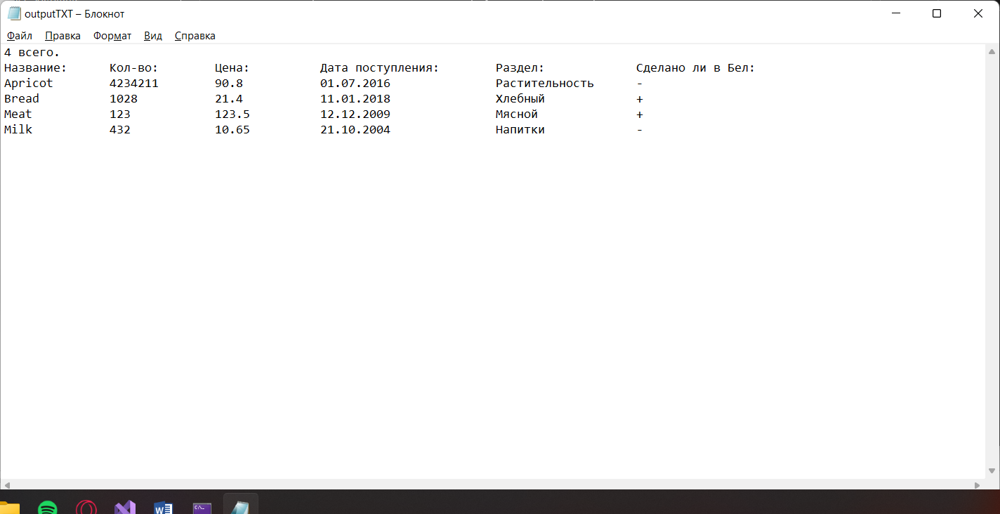 outputTXT – Блокнот
Файл Правка Формат Вид Справка
4 всего.
Название: Кол-во: Цена: Дата поступления: Раздел: Сделано ли в Бел:
Apricot 4234211 90.8 01.07.2016 Растительность -
Bread 1028 21.4 11.01.2018 Хлебный +
Meat 123 123.5 12.12.2009 Мясной +
Milk 432 10.65 21.10.2004 Напитки -